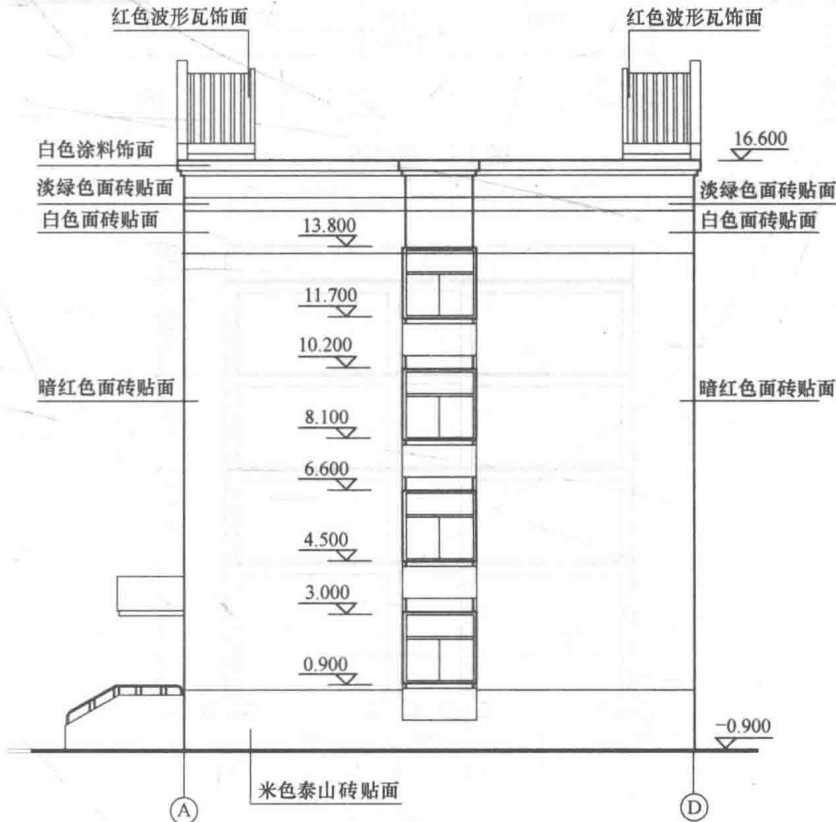 红色波形瓦饰面
红色波形瓦饰面
16.600
白色涂料饰面
淡绿色面砖贴面
淡绿色面砖贴面
白色面砖贴面
白色面砖贴面
13.800
11.700
10.200
暗红色面砖贴面
暗红色面砖贴面
8.100
6.600
4.500
3.000
0.900
-0.900
米色泰山砖贴面
A
D